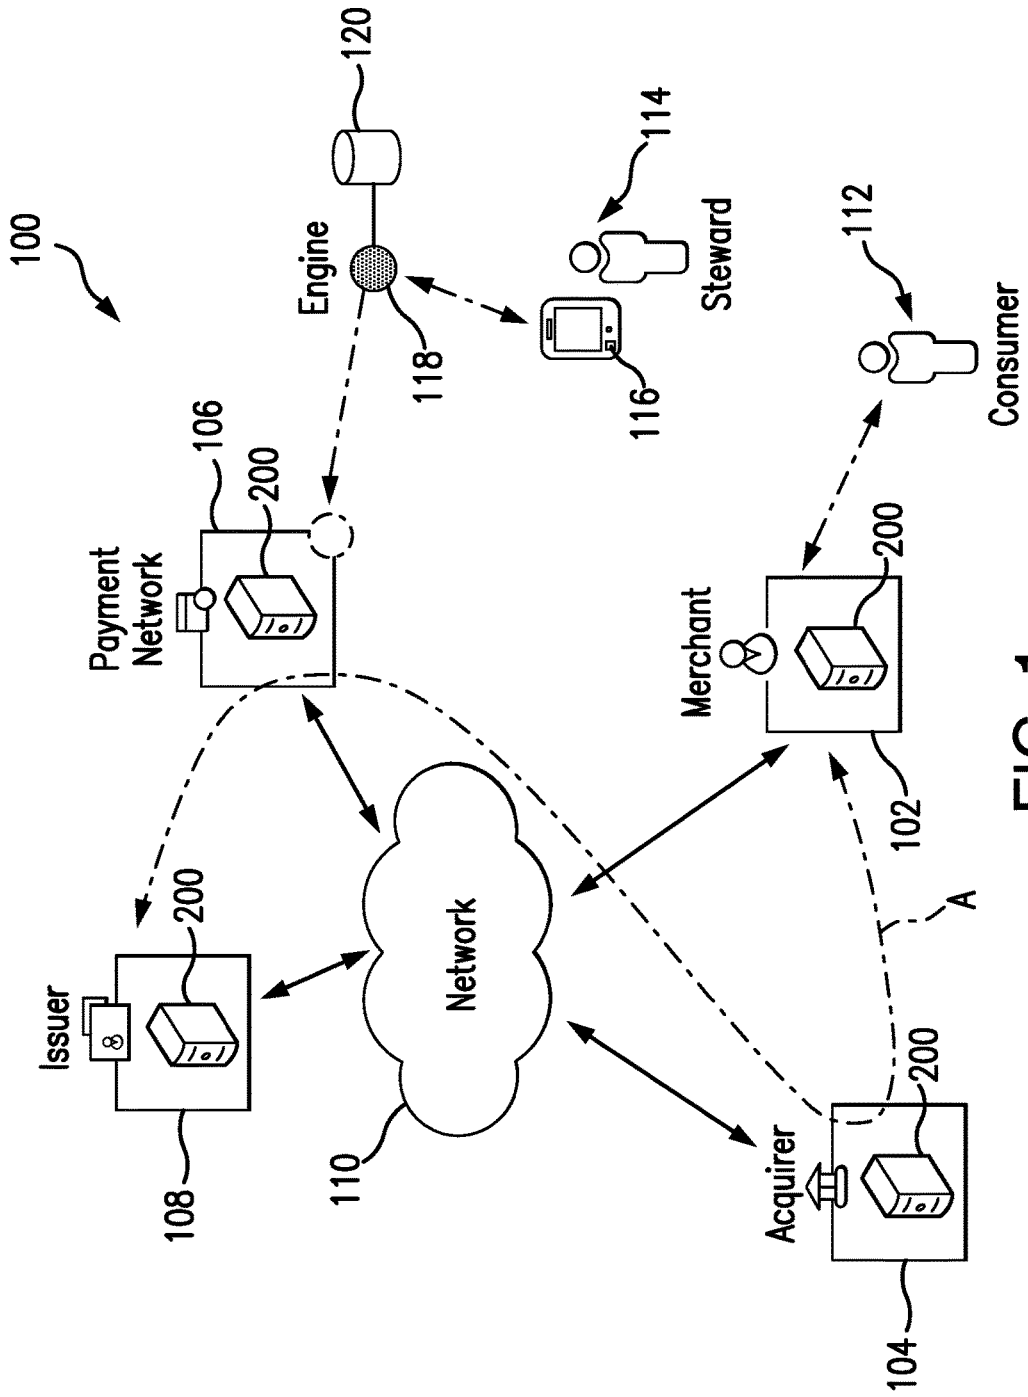 100
Issuer
108
200
Payment
Network
106
200
Engine
118
120
116
114
Steward
110
Network
Acquirer
104
200
Merchant
102
200
A
112
Consumer
FIG. 1